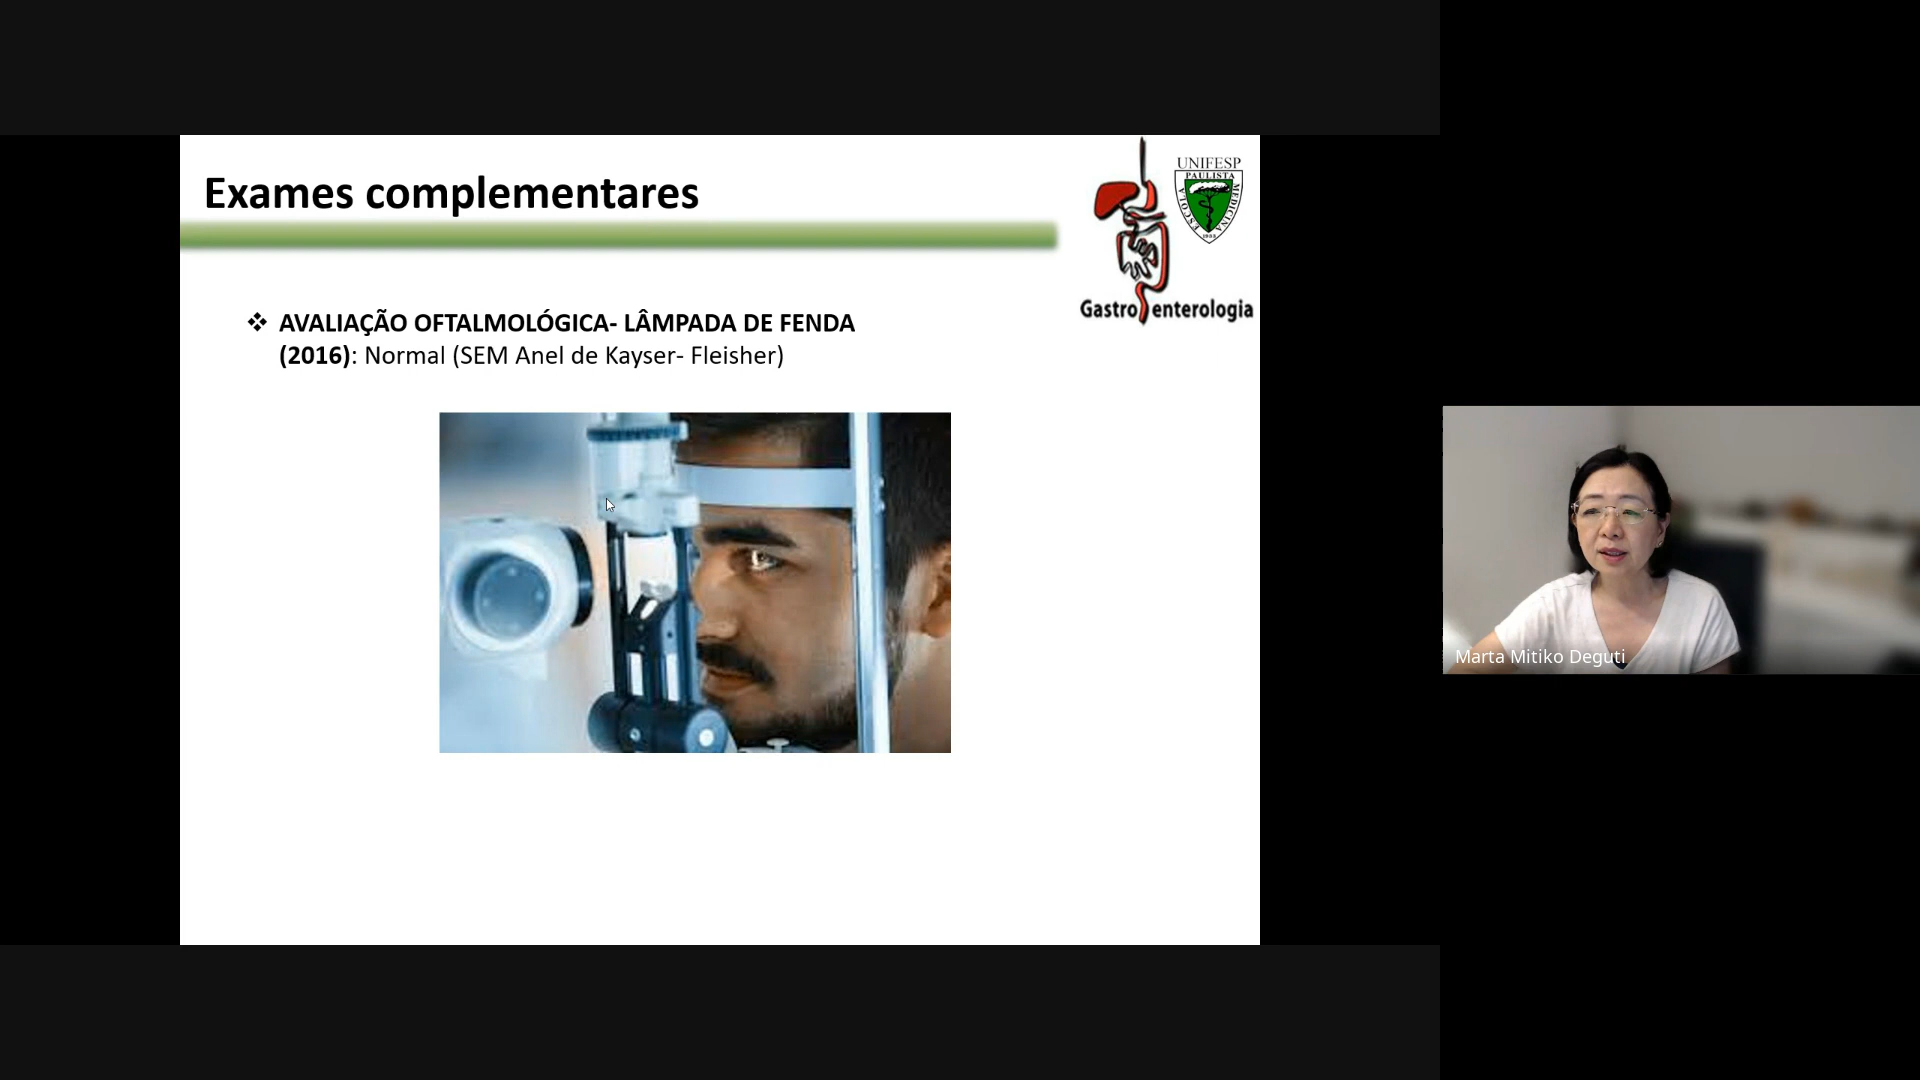 Exames complementares
UNIFESP
PAULISTA
ESCOLA
MEDICINA
1933
Gastro enterologia
❖ AVALIAÇÃO OFTALMOLÓGICA- LÂMPADA DE FENDA
(2016): Normal (SEM Anel de Kayser- Fleisher)
Marta Mitiko Deguti